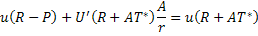 u(R − P) + U′(R + AT*) A/r = u(R + AT*)